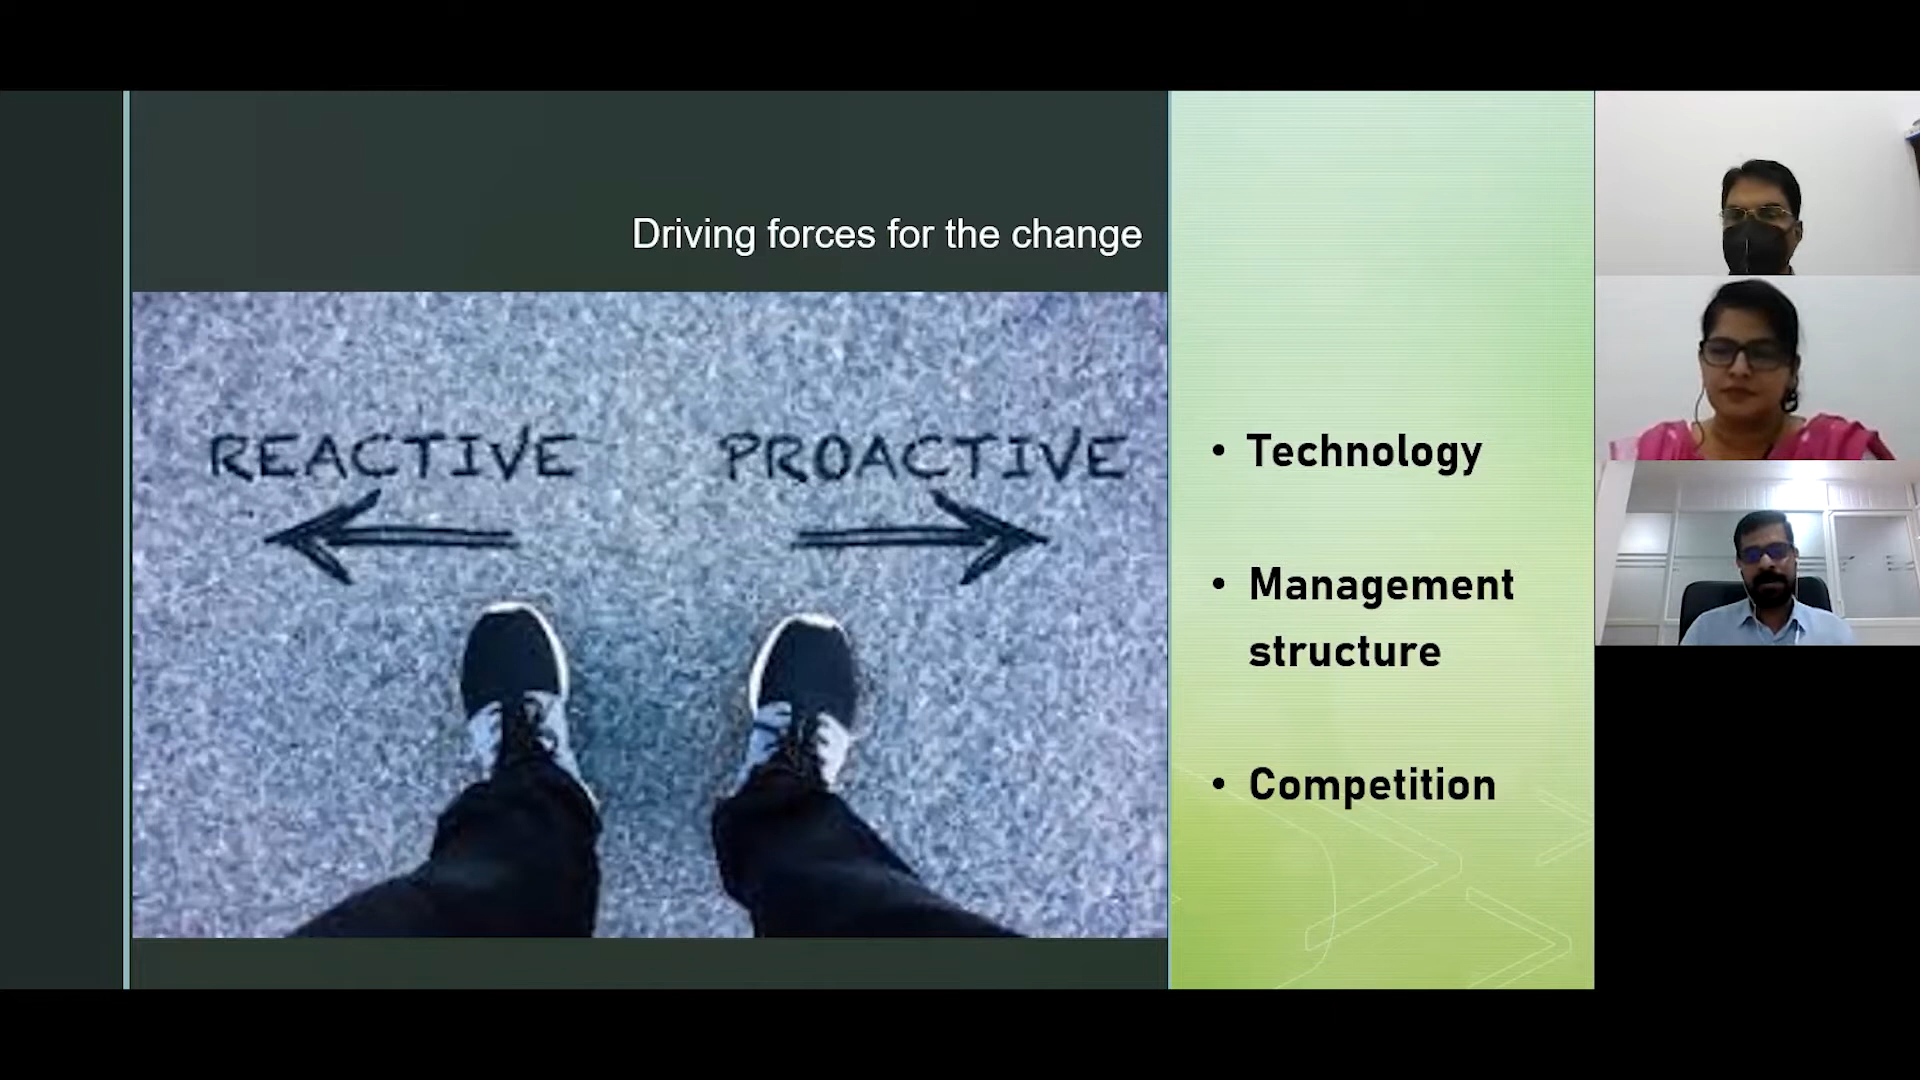 Driving forces for the change
REACTIVE PROACTIVE
• Technology
• Management
structure
• Competition